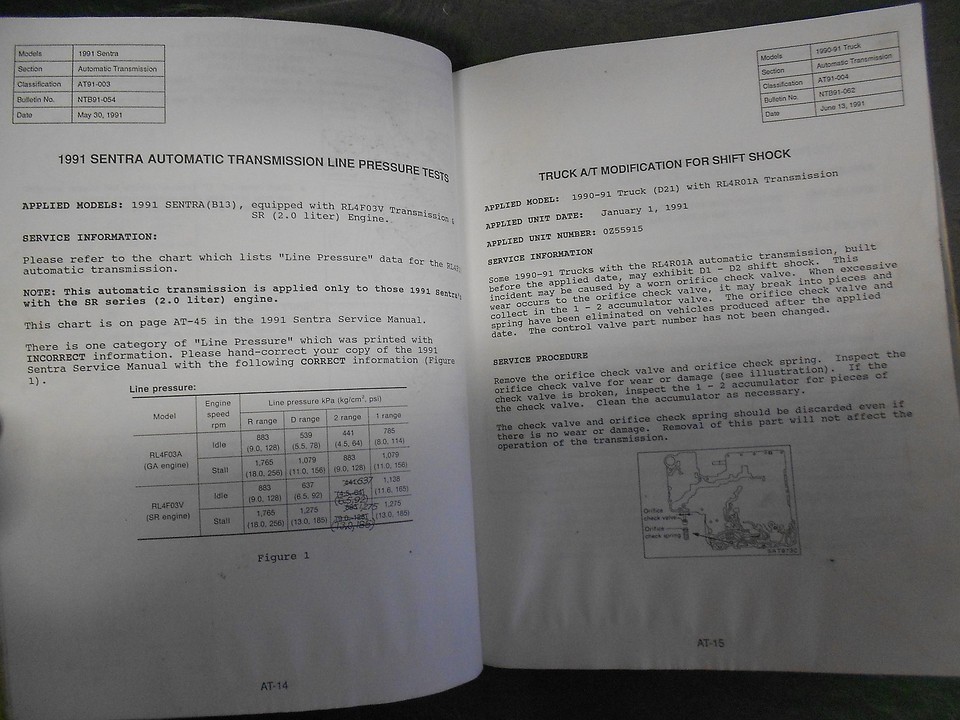 Models 1991 Sentra
Section Automatic Transmission
Classification AT91-003
Bulletin No. NTB91-054
Date May 30, 1991
1991 SENTRA AUTOMATIC TRANSMISSION LINE PRESSURE TESTS
APPLIED MODELS: 1991 SENTRA(B13), equipped with RL4F03V Transmission &
SR (2.0 liter) Engine.
SERVICE INFORMATION:
Please refer to the chart which lists "Line Pressure" data for the
automatic transmission.
NOTE: This automatic transmission is applied only to those 1991 Sentra's
with the SR series (2.0 liter) engine.
This chart is on page AT-45 in the 1991 Sentra Service Manual.
There is one category of "Line Pressure" which was printed with
INCORRECT information. Please hand-correct your copy of the 1991
Sentra Service Manual with the following CORRECT information (Figure
1).
Line pressure:
Model Engine speed rpm Line pressure kPa (kg/cm², psi)
R range D range 2 range 1 range
RL4F03A (GA engine)
Idle 883 (9.0, 128) 539 (5.5, 78) 441 (4.5, 64) 785 (8.0, 114)
Stall 1,765 (18.0, 256) 1,079 (11.0, 156) 883 (9.0, 128) 1,079 (11.0, 156)
RL4F03V (SR engine)
Idle 883 (9.0, 128) 637 (6.5, 92) 441 637 (4.5, 64) (6.5, 92) 1,138 (11.6, 165)
Stall 1,765 (18.0, 256) 1,275 (13.0, 185) 883 1275 (9.0, 128) (13.0, 185) 1,275 (13.0, 185)
Figure 1
AT-14
Models 1990-91 Truck
Section Automatic Transmission
Classification AT91-004
Bulletin No. NTB91-062
Date June 13, 1991
TRUCK A/T MODIFICATION FOR SHIFT SHOCK
APPLIED MODEL: 1990-91 Truck (D21) with RL4R01A Transmission
APPLIED UNIT DATE: January 1, 1991
APPLIED UNIT NUMBER: 0Z55915
SERVICE INFORMATION
Some 1990-91 Trucks with the RL4R01A automatic transmission, built
before the applied date, may exhibit D1 - D2 shift shock. This
incident may be caused by a worn orifice check valve. When excessive
wear occurs to the orifice check valve, it may break into pieces and
collect in the 1 - 2 accumulator valve. The orifice check valve and
spring have been eliminated on vehicles produced after the applied
date. The control valve part number has not been changed.
SERVICE PROCEDURE
Remove the orifice check valve and orifice check spring. Inspect the
orifice check valve for wear or damage (see illustration). If the
check valve is broken, inspect the 1 - 2 accumulator for pieces of
the check valve. Clean the accumulator as necessary.
The check valve and orifice check spring should be discarded even if
there is no wear or damage. Removal of this part will not affect the
operation of the transmission.
Orifice
check valve
Orifice
check spring
AT-15